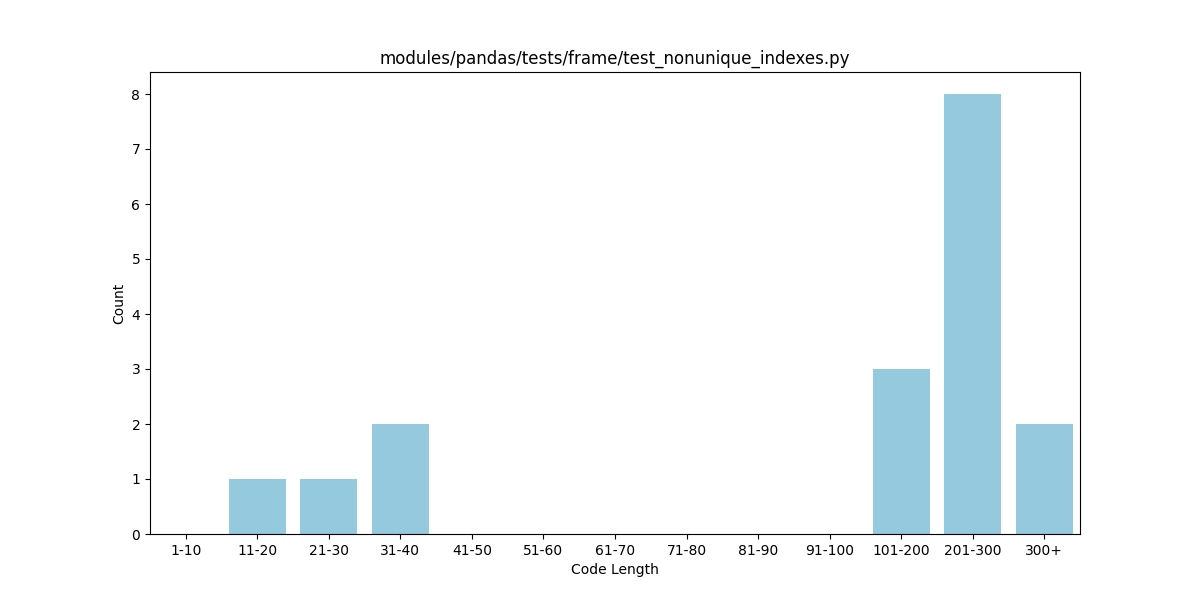 modules/pandas/tests/frame/test_nonunique_indexes.py
Count
8
7
6
5
4
3
2
1
0
1-10 11-20 21-30 31-40 41-50 51-60 61-70 71-80 81-90 91-100 101-200 201-300 300+
Code Length